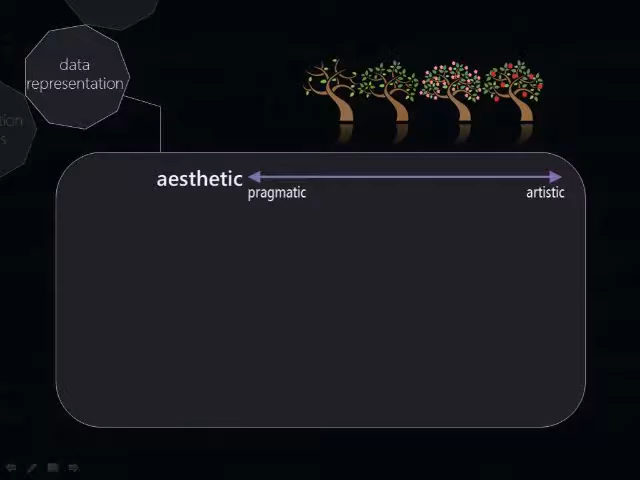 data
representation
aesthetic
pragmatic
artistic